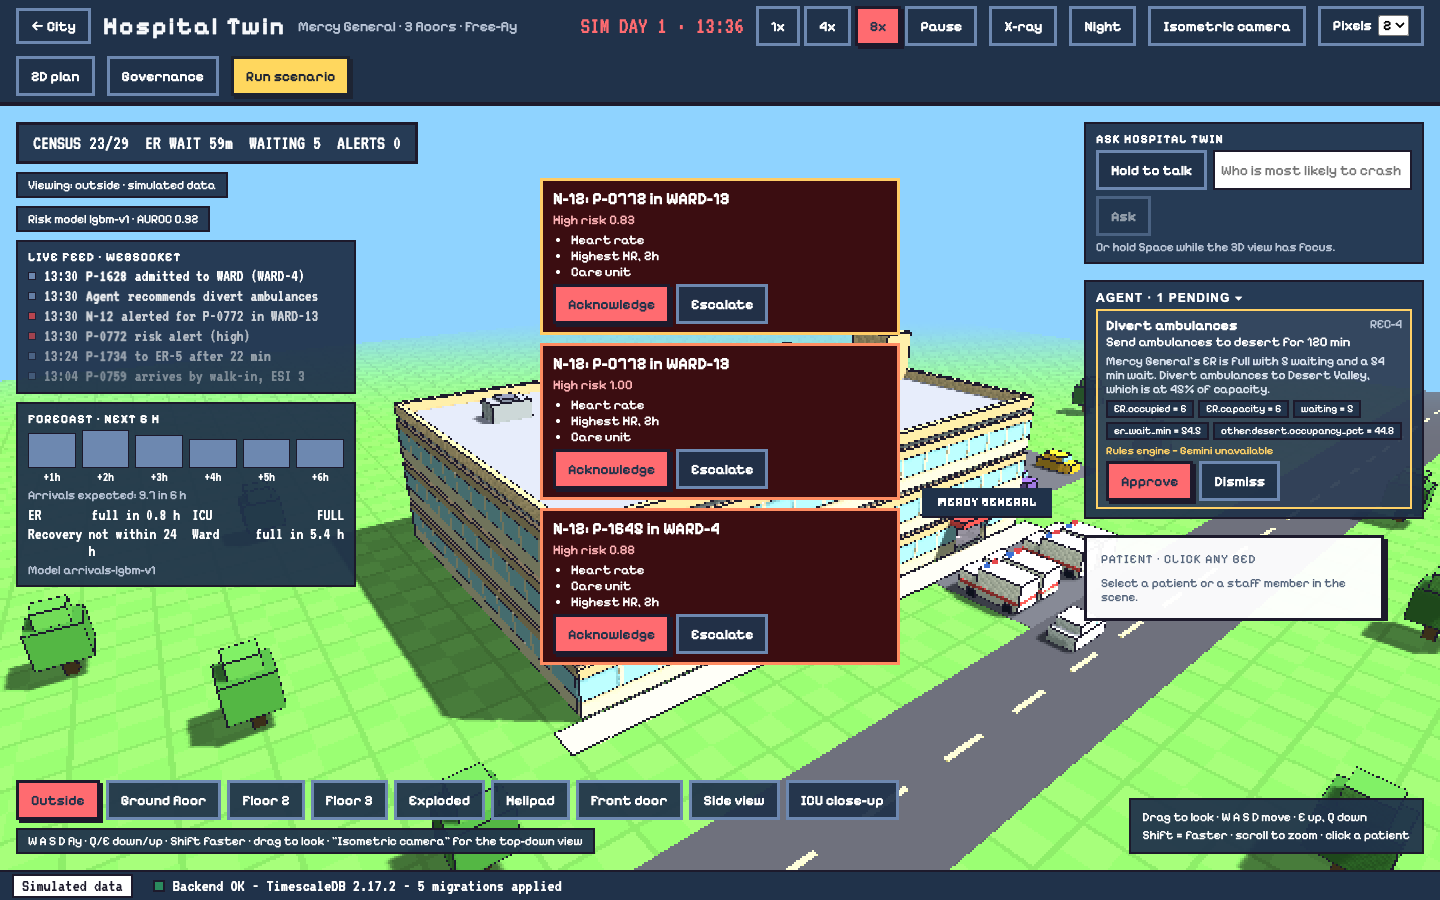 ← City
Hospital Twin
Mercy General · 3 floors · Free-fly
SIM DAY 1 · 13:36
1x
4x
8x
Pause
X-ray
Night
Isometric camera
Pixels 2
2D plan
Governance
Run scenario
CENSUS 23/29 ER WAIT 59m WAITING 5 ALERTS 0
Viewing: outside · simulated data
Risk model lgbm-v1 · AUROC 0.92
LIVE FEED · WEBSOCKET
13:30 P-1628 admitted to WARD (WARD-4)
13:30 Agent recommends divert ambulances
13:30 N-12 alerted for P-0772 in WARD-13
13:30 P-0772 risk alert (high)
13:24 P-1734 to ER-5 after 22 min
13:04 P-0759 arrives by walk-in, ESI 3
FORECAST · NEXT 6 H
+1h +2h +3h +4h +5h +6h
Arrivals expected: 9.7 in 6 h
ER full in 0.8 h ICU FULL
Recovery not within 24 h Ward full in 5.4 h
Model arrivals-lgbm-v1
N-12: P-0772 in WARD-13
High risk 0.83
• Heart rate
• Highest HR, 2h
• Care unit
Acknowledge
Escalate
N-12: P-0772 in WARD-13
High risk 1.00
• Heart rate
• Highest HR, 2h
• Care unit
Acknowledge
Escalate
N-12: P-1645 in WARD-4
High risk 0.88
• Heart rate
• Care unit
• Highest HR, 2h
Acknowledge
Escalate
MERCY GENERAL
ASK HOSPITAL TWIN
Hold to talk
Who is most likely to crash
Ask
Or hold Space while the 3D view has focus.
AGENT · 1 PENDING
Divert ambulances
REC-4
Send ambulances to desert for 120 min
Mercy General's ER is full with 5 waiting and a 54
min wait. Divert ambulances to Desert Valley,
which is at 45% of capacity.
ER.occupied = 6
ER.capacity = 6
waiting = 5
er_wait_min = 54.5
other.desert.occupancy_pct = 44.8
Rules engine - Gemini unavailable
Approve
Dismiss
PATIENT · CLICK ANY BED
Select a patient or a staff member in the
scene.
Outside
Ground floor
Floor 2
Floor 3
Exploded
Helipad
Front door
Side view
ICU close-up
W A S D fly · Q/E down/up · Shift faster · drag to look · "Isometric camera" for the top-down view
Drag to look · W A S D move · E up, Q down
Shift = faster · scroll to zoom · click a patient
Simulated data
Backend OK - TimescaleDB 2.17.2 - 5 migrations applied